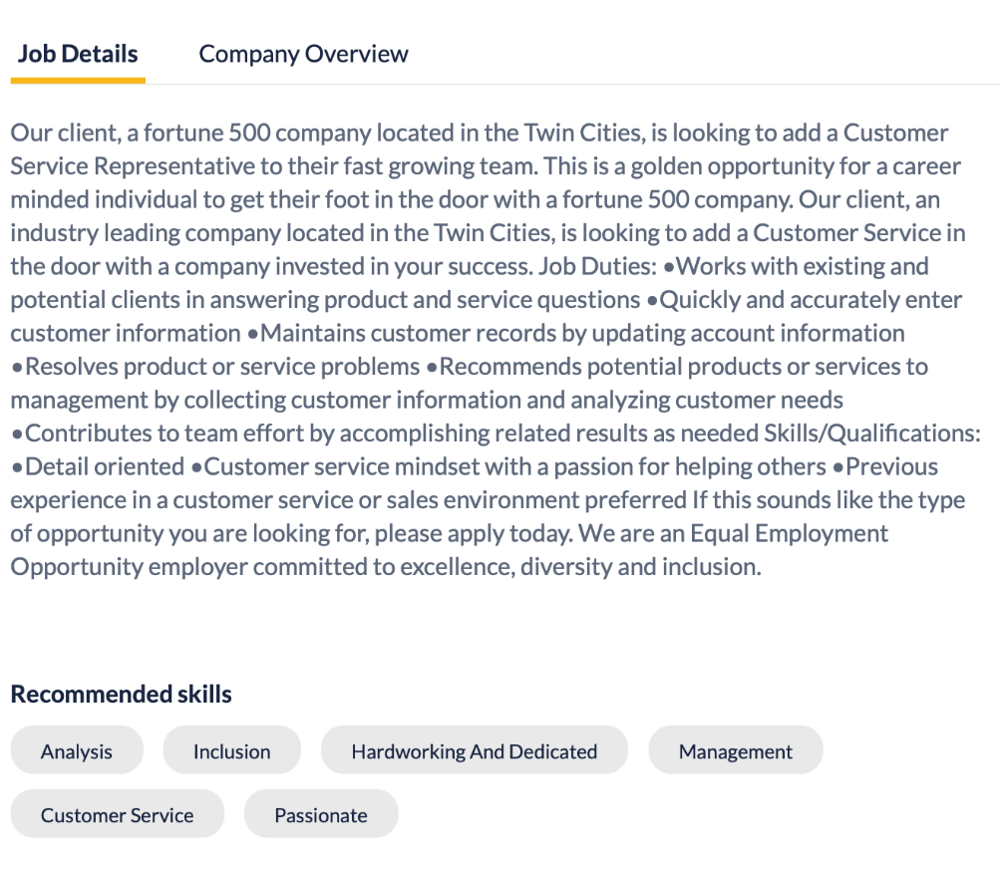 Job Details
Company Overview
Our client, a fortune 500 company located in the Twin Cities, is looking to add a Customer
Service Representative to their fast growing team. This is a golden opportunity for a career
minded individual to get their foot in the door with a fortune 500 company. Our client, an
industry leading company located in the Twin Cities, is looking to add a Customer Service in
the door with a company invested in your success. Job Duties: •Works with existing and
potential clients in answering product and service questions •Quickly and accurately enter
customer information •Maintains customer records by updating account information
•Resolves product or service problems •Recommends potential products or services to
management by collecting customer information and analyzing customer needs
•Contributes to team effort by accomplishing related results as needed Skills/Qualifications:
•Detail oriented •Customer service mindset with a passion for helping others •Previous
experience in a customer service or sales environment preferred If this sounds like the type
of opportunity you are looking for, please apply today. We are an Equal Employment
Opportunity employer committed to excellence, diversity and inclusion.
Recommended skills
Analysis
Inclusion
Hardworking And Dedicated
Management
Customer Service
Passionate